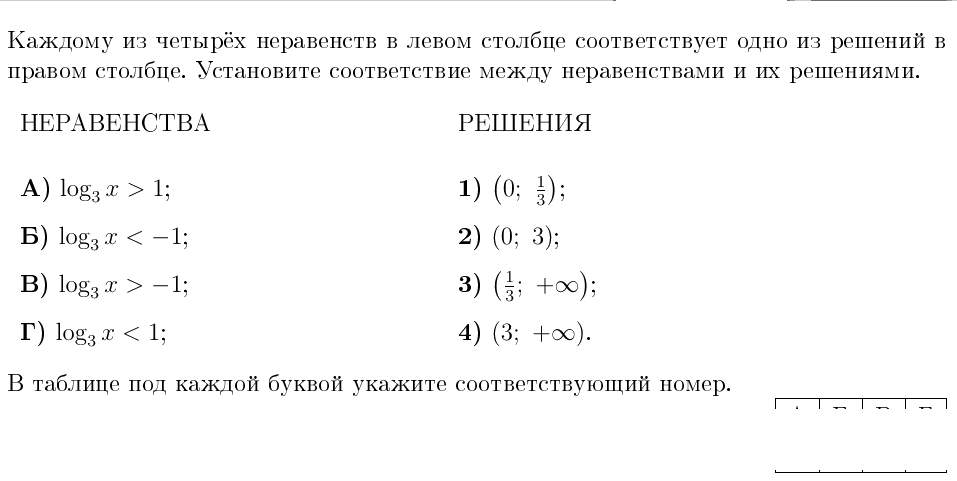 Каждому из четырёх неравенств в левом столбце соответствует одно из решений в
правом столбце. Установите соответствие между неравенствами и их решениями.
НЕРАВЕНСТВА РЕШЕНИЯ
А) log₃ x > 1; 1) (0; 1/3);
Б) log₃ x < −1; 2) (0; 3);
В) log₃ x > −1; 3) (1/3; +∞);
Г) log₃ x < 1; 4) (3; +∞).
В таблице под каждой буквой укажите соответствующий номер.